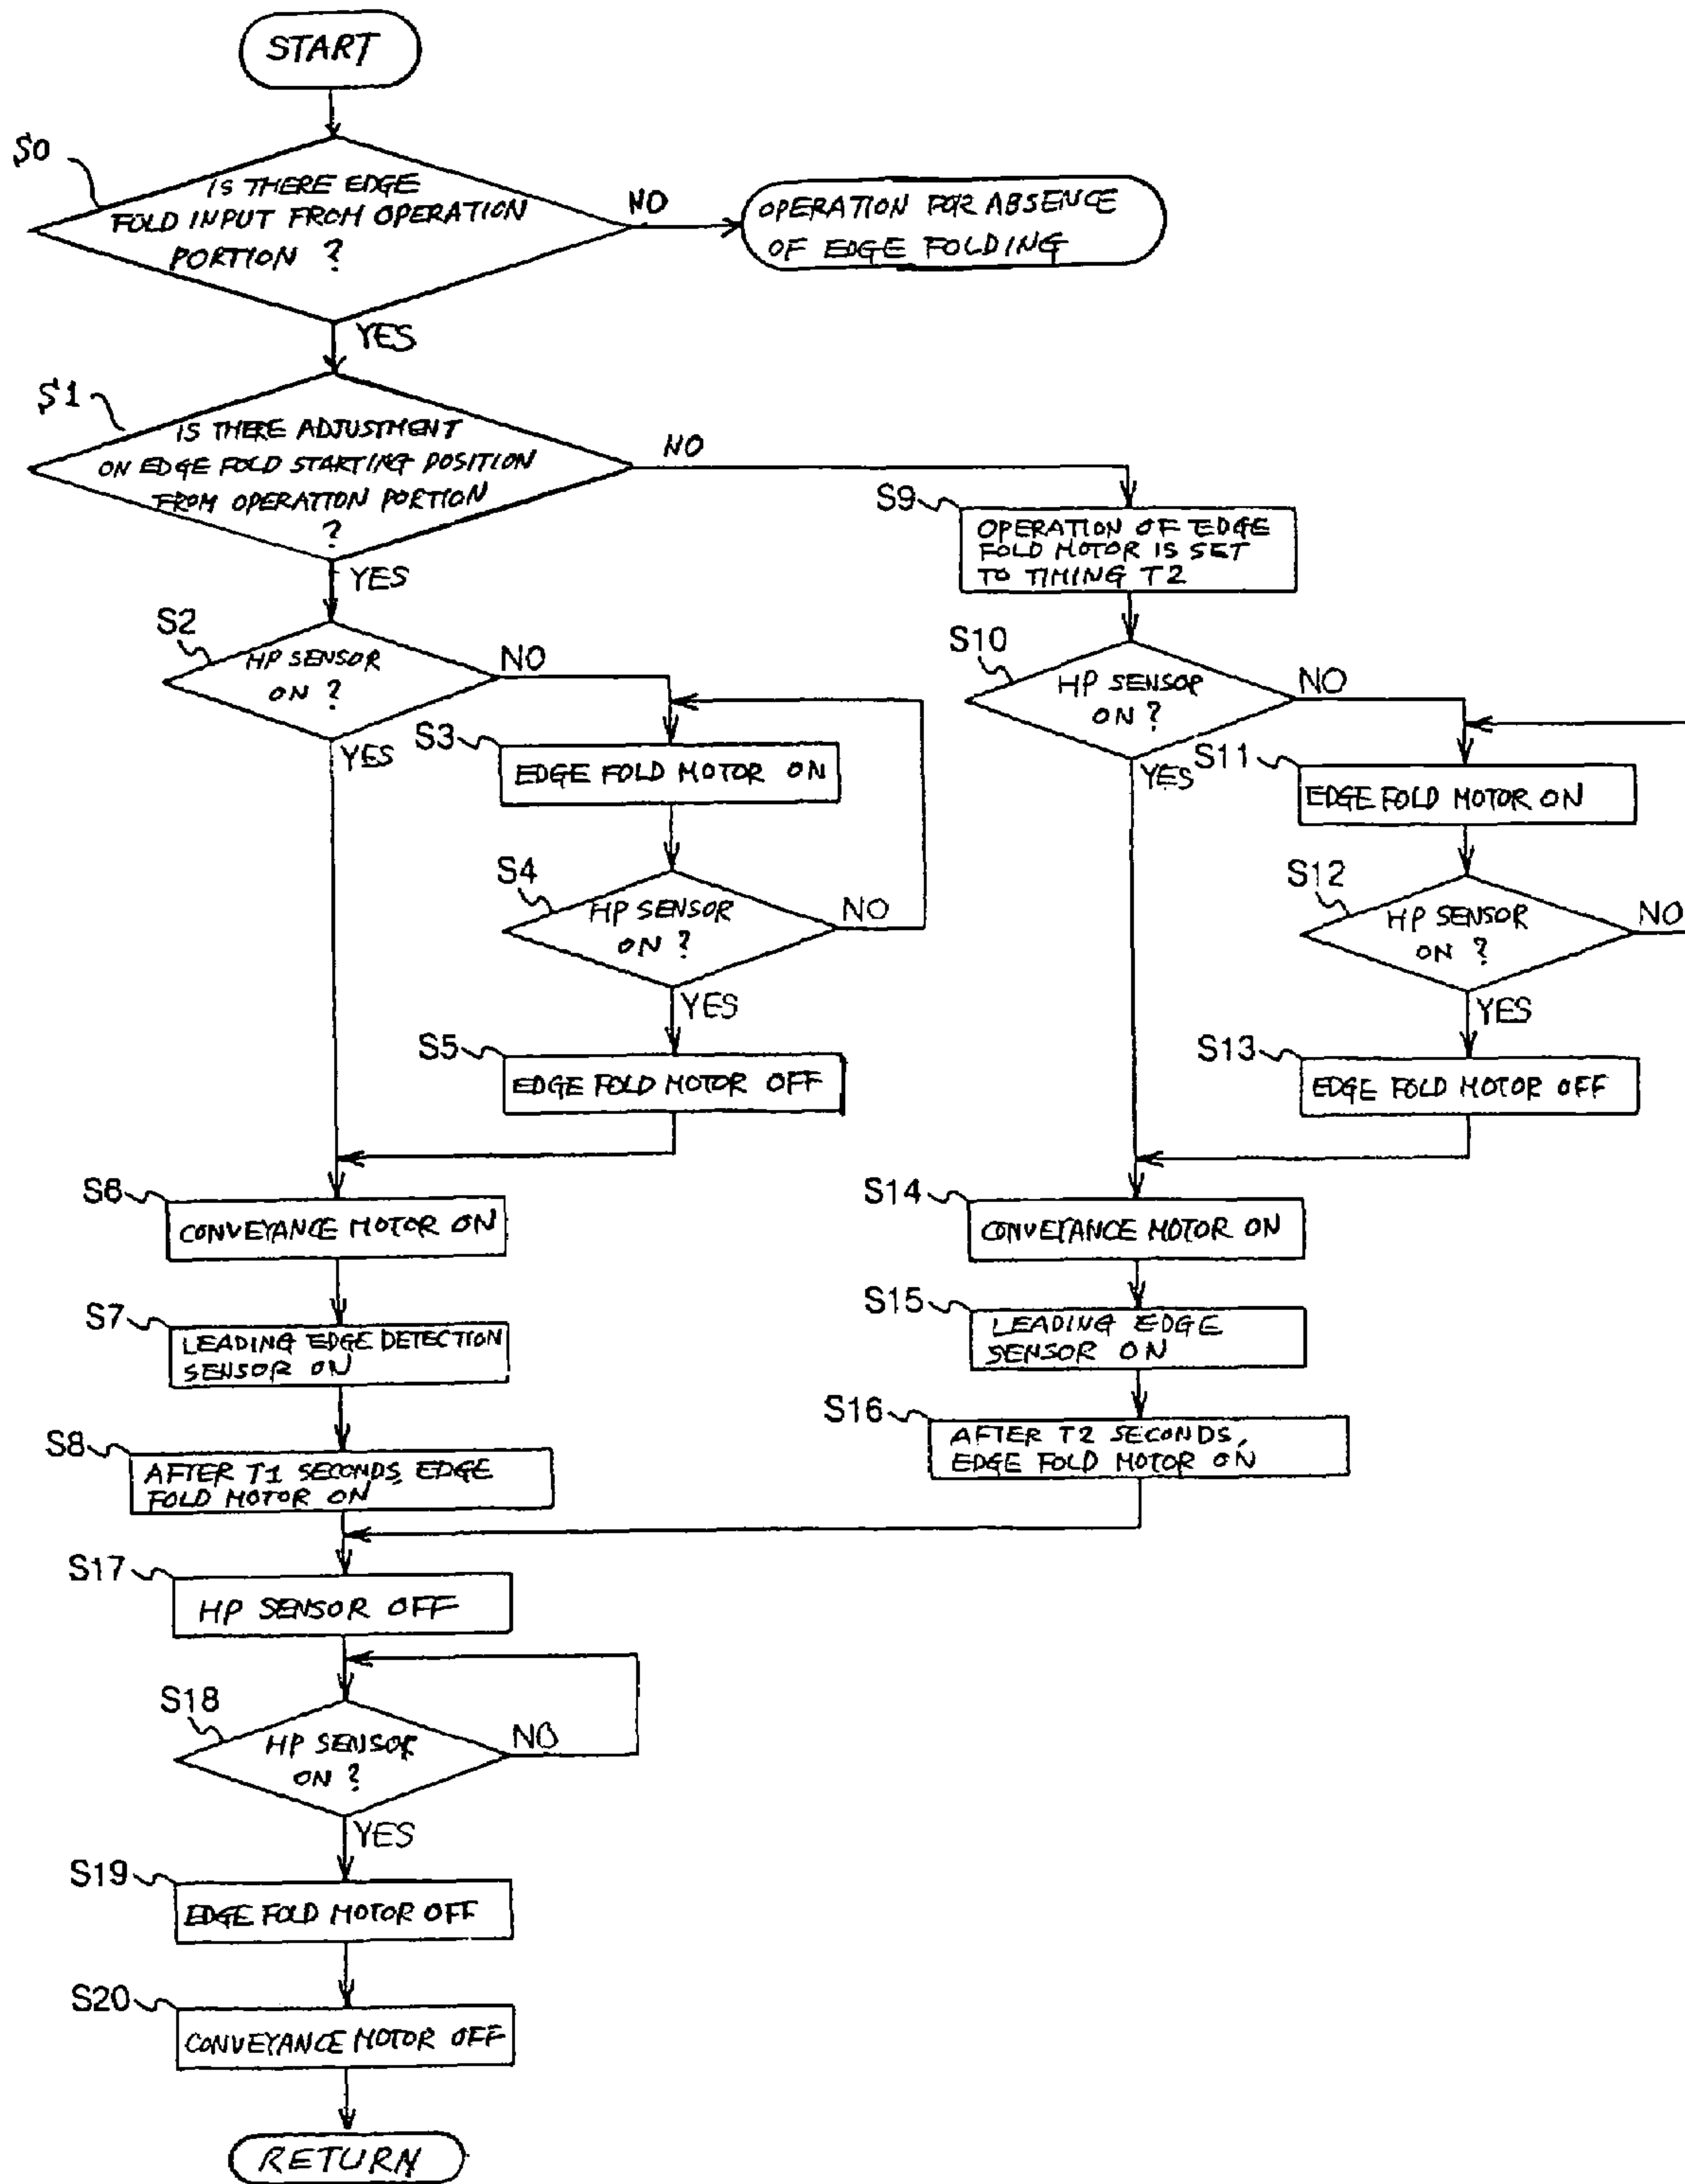 START
S0
IS THERE EDGE
FOLD INPUT FROM OPERATION
PORTION ?
NO
OPERATION FOR ABSENCE
OF EDGE FOLDING
YES
S1
IS THERE ADJUSTMENT
ON EDGE FOLD STARTING POSITION
FROM OPERATION PORTION
?
NO
YES
S9
OPERATION OF EDGE
FOLD MOTOR IS SET
TO TIMING T2
S2
HP SENSOR
ON ?
NO
YES
S3
EDGE FOLD MOTOR ON
S4
HP SENSOR
ON ?
NO
YES
S5
EDGE FOLD MOTOR OFF
S10
HP SENSOR
ON ?
NO
YES
S11
EDGE FOLD MOTOR ON
S12
HP SENSOR
ON ?
NO
YES
S13
EDGE FOLD MOTOR OFF
S6
CONVEYANCE MOTOR ON
S7
LEADING EDGE DETECTION
SENSOR ON
S8
AFTER T1 SECONDS, EDGE
FOLD MOTOR ON
S14
CONVEYANCE MOTOR ON
S15
LEADING EDGE
SENSOR ON
S16
AFTER T2 SECONDS,
EDGE FOLD MOTOR ON
S17
HP SENSOR OFF
S18
HP SENSOR
ON ?
NO
YES
S19
EDGE FOLD MOTOR OFF
S20
CONVEYANCE MOTOR OFF
RETURN